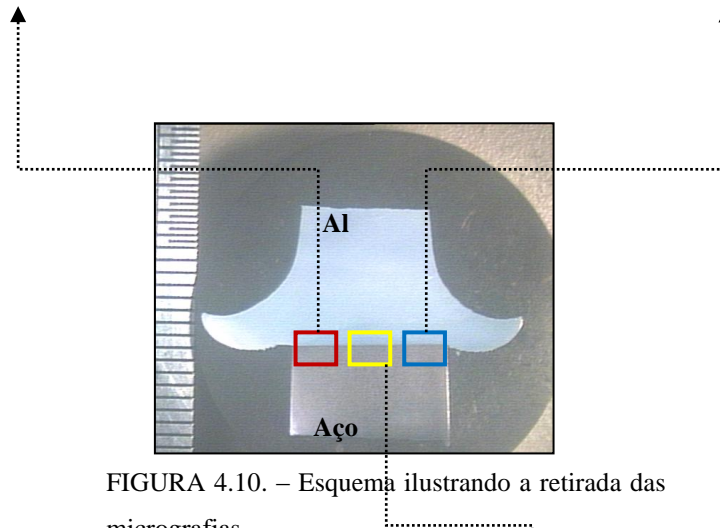 Al
Aço
FIGURA 4.10. – Esquema ilustrando a retirada das
micrografias